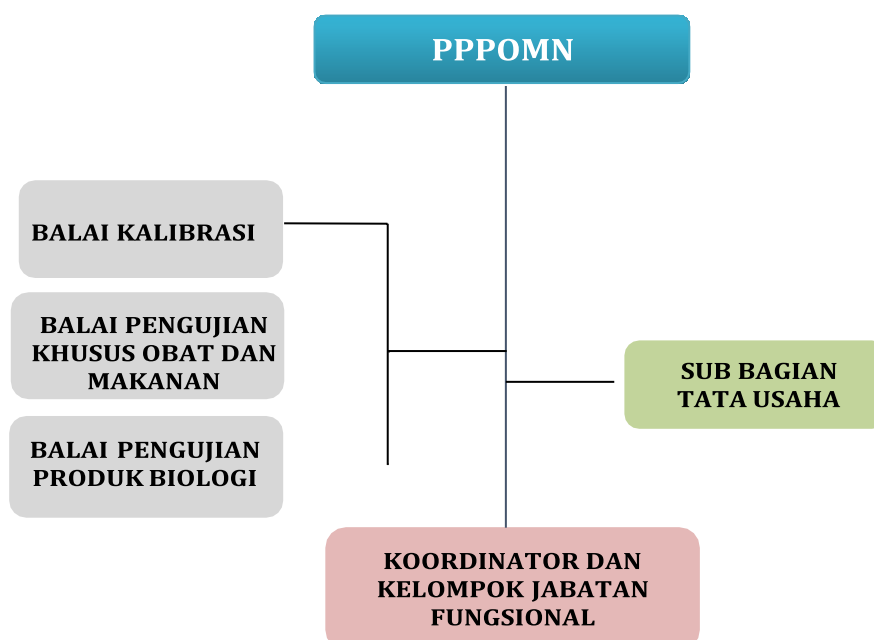 PPPOMN
BALAI KALIBRASI
BALAI PENGUJIAN
KHUSUS OBAT DAN
MAKANAN
BALAI PENGUJIAN
PRODUK BIOLOGI
SUB BAGIAN
TATA USAHA
KOORDINATOR DAN
KELOMPOK JABATAN
FUNGSIONAL